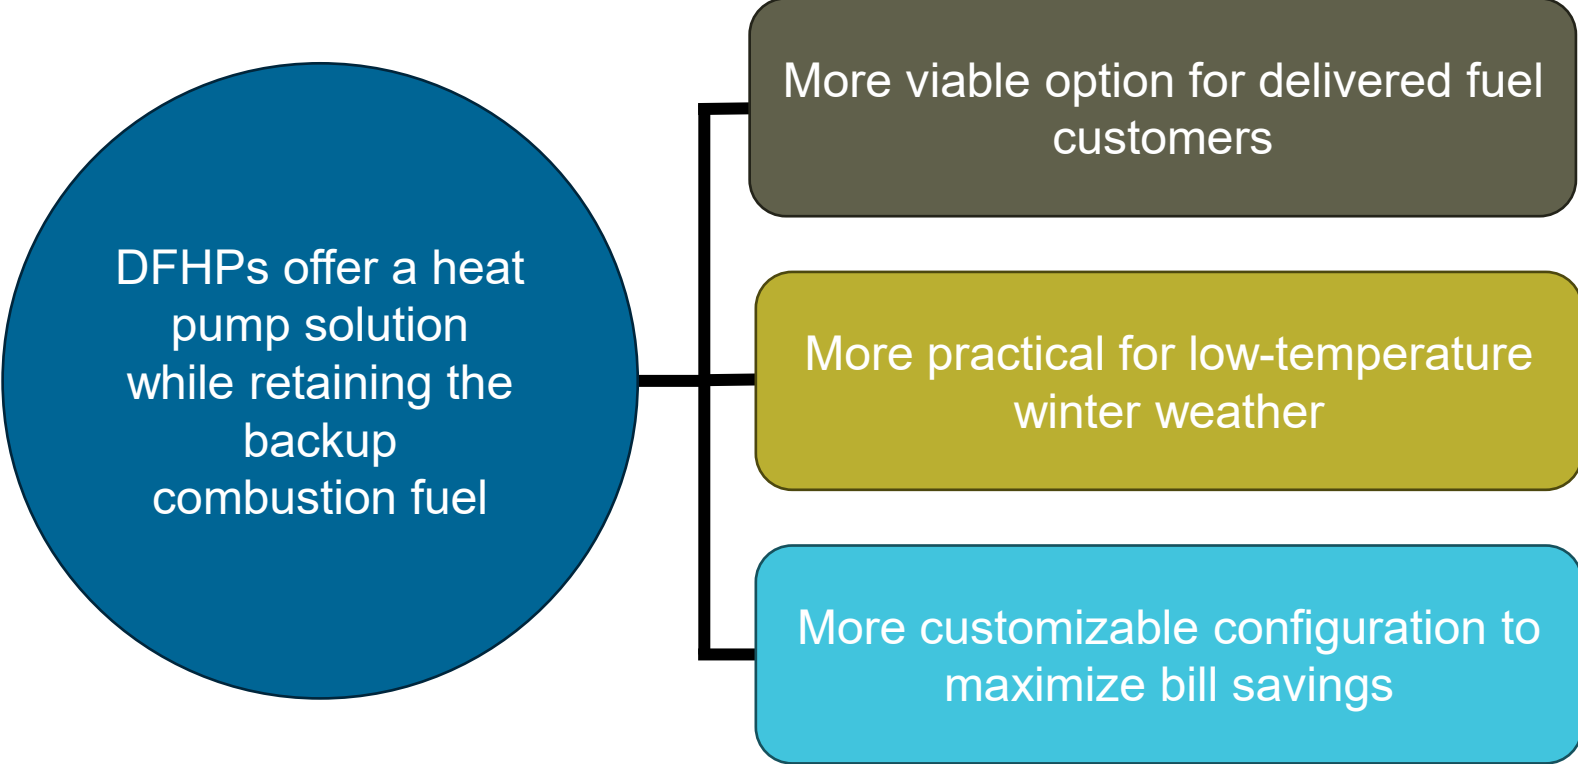 DFHPs offer a heat
pump solution
while retaining the
backup
combustion fuel
More viable option for delivered fuel
customers
More practical for low-temperature
winter weather
More customizable configuration to
maximize bill savings